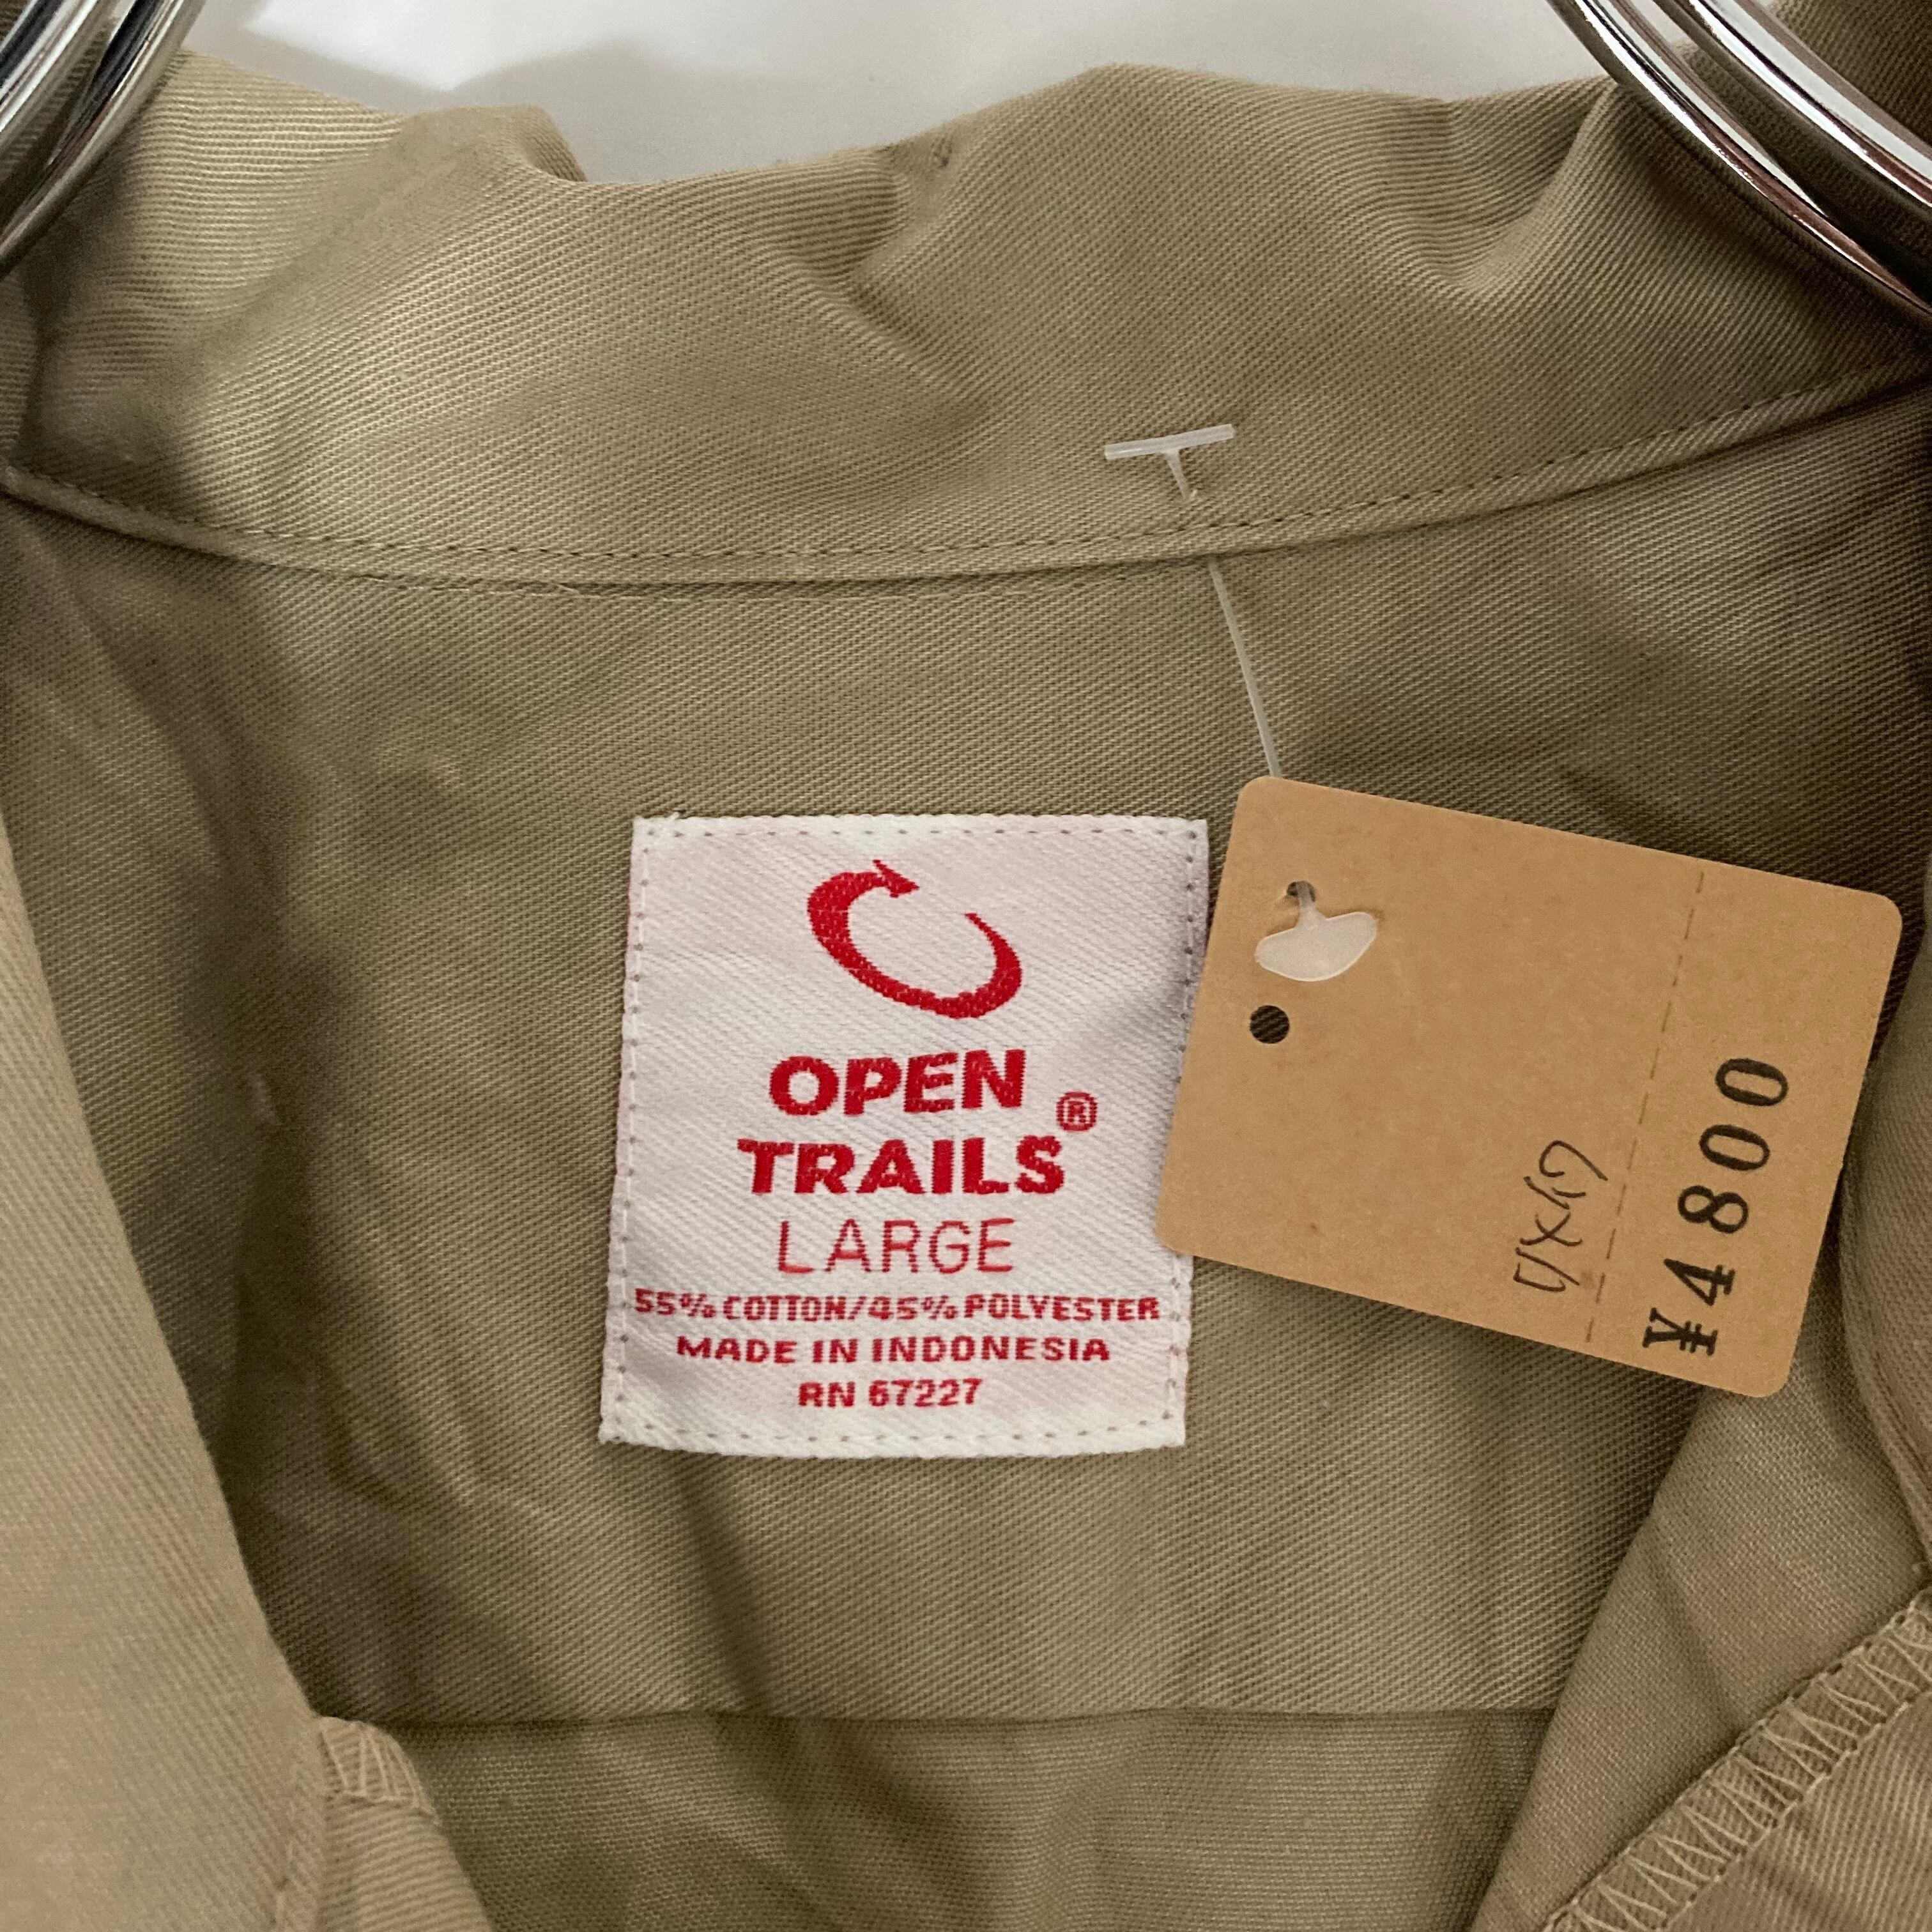 OPEN
TRAILS®
LARGE
55% COTTON/45% POLYESTER
MADE IN INDONESIA
RN 67227
¥4800